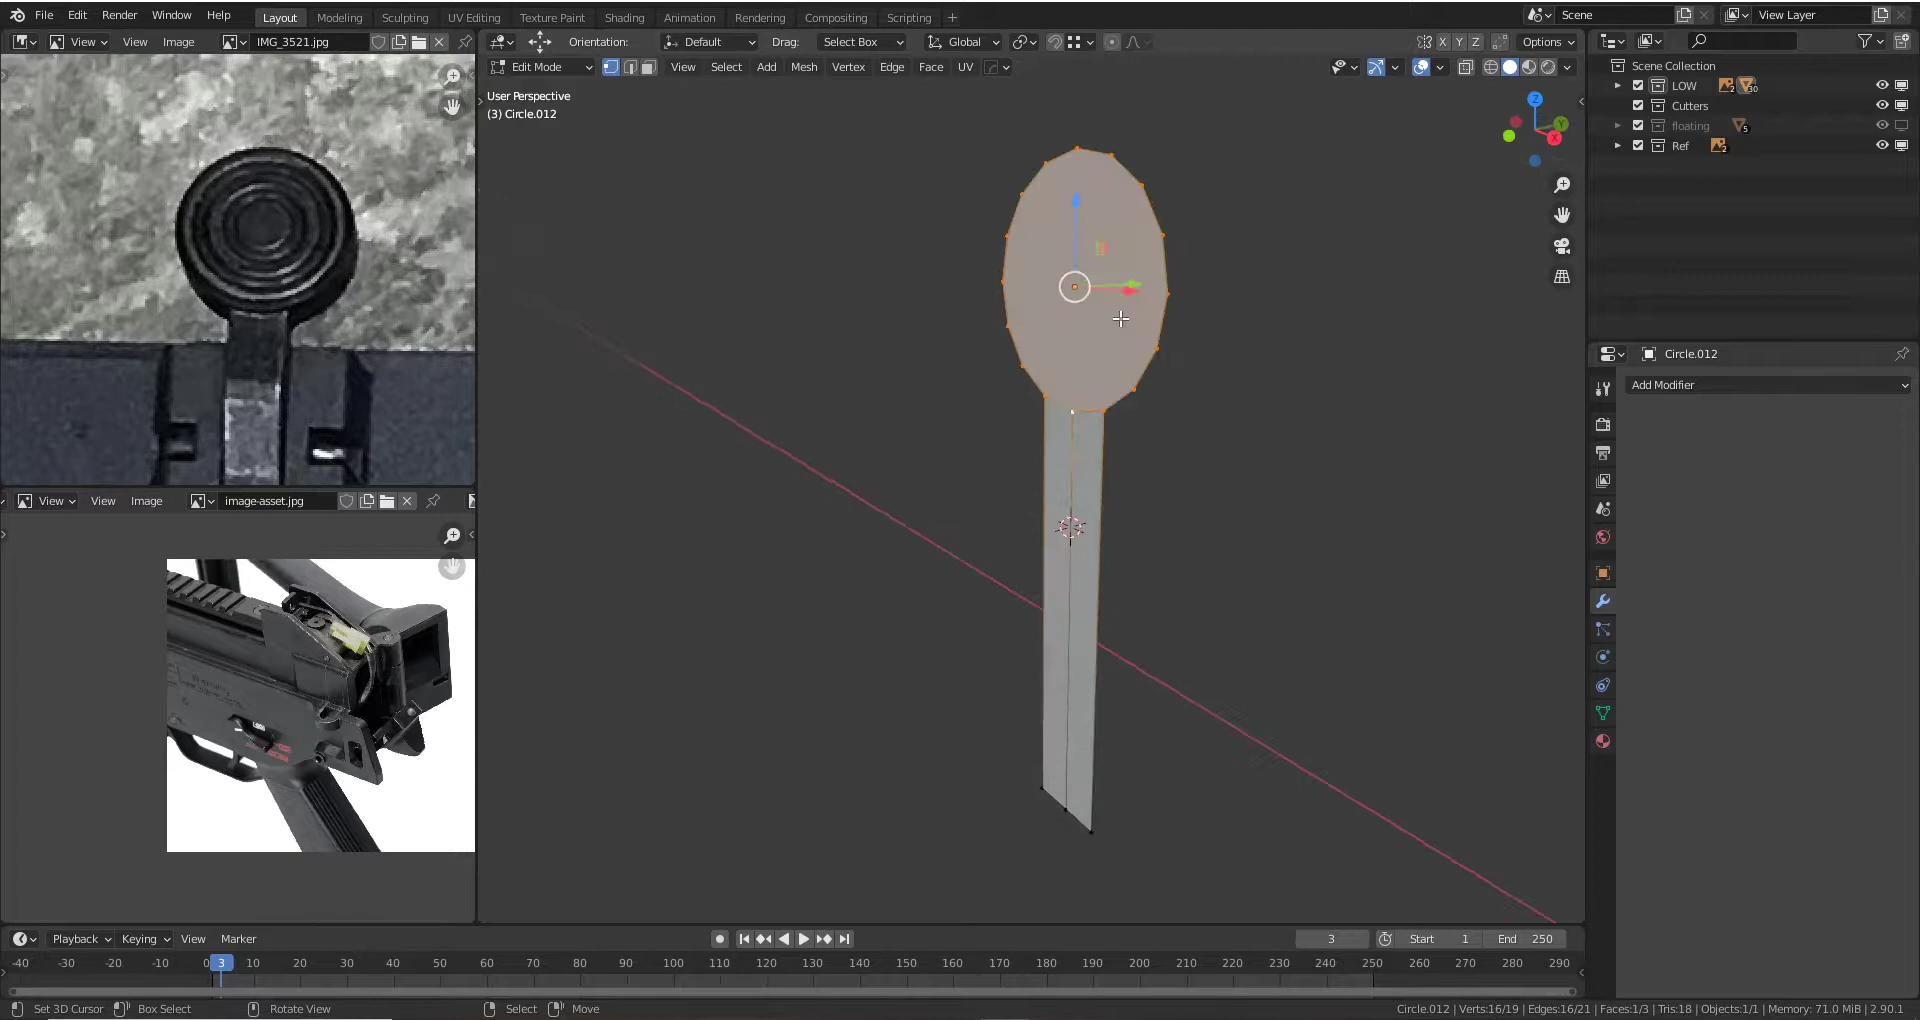 File Edit Render Window Help Layout Modeling Sculpting UV Editing Texture Paint Shading Animation Rendering Compositing Scripting + Scene View Layer
View View Image IMG_3521.jpg Orientation: Default Drag: Select Box Global X Y Z Options
Edit Mode View Select Add Mesh Vertex Edge Face UV
User Perspective
(3) Circle.012
Z
Y
X
Scene Collection
LOW 2 30
Cutters
floating 5
Ref 2
Circle.012
Add Modifier
View View Image image-asset.jpg
Playback Keying View Marker 3 Start 1 End 250
-40 -30 -20 -10 0 3 10 20 30 40 50 60 70 80 90 100 110 120 130 140 150 160 170 180 190 200 210 220 230 240 250 260 270 280 290
Set 3D Cursor Box Select Rotate View Select Move Circle.012 | Verts:16/19 | Edges:16/21 | Faces:1/3 | Tris:18 | Objects:1/1 | Memory: 71.0 MiB | 2.90.1